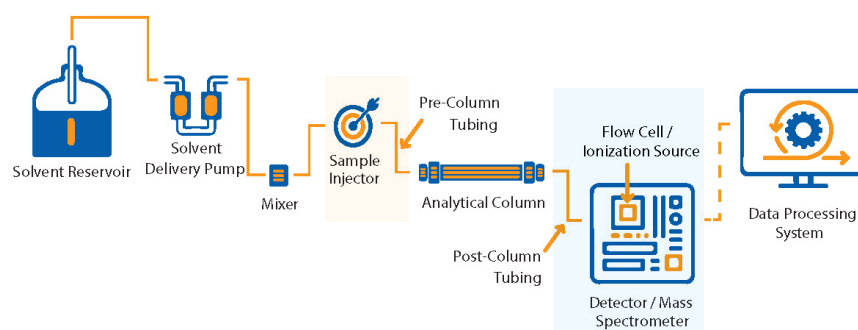 Solvent Reservoir
Solvent
Delivery Pump
Mixer
Sample
Injector
Pre-Column
Tubing
Analytical Column
Post-Column
Tubing
Flow Cell /
Ionization Source
Detector / Mass
Spectrometer
Data Processing
System